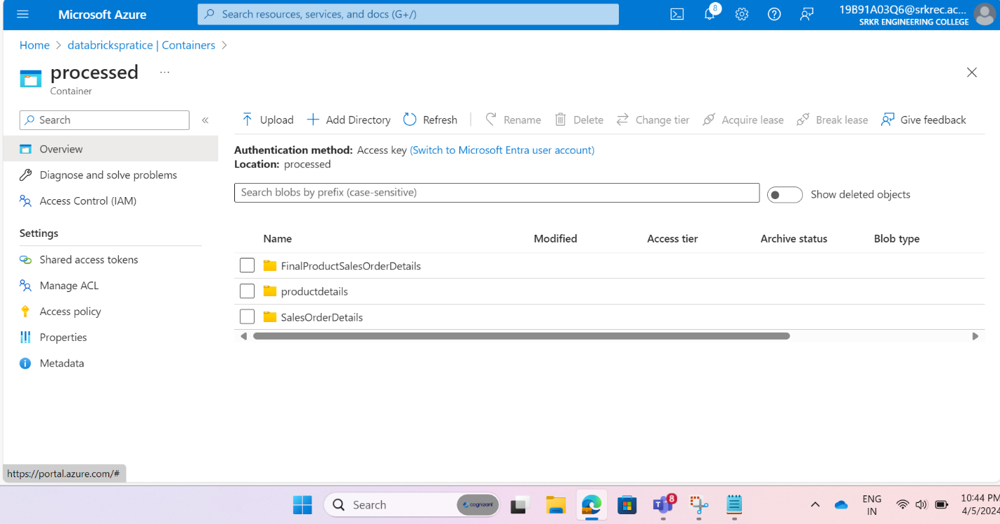 Microsoft Azure
Search resources, services, and docs (G+/)
8
19B91A03Q6@srkrec.ac...
SRKR ENGINEERING COLLEGE
Home > databrickspratice | Containers >
processed ...
Container
Search «
Overview
Diagnose and solve problems
Access Control (IAM)
Settings
Shared access tokens
Manage ACL
Access policy
Properties
Metadata
Upload Add Directory Refresh Rename Delete Change tier Acquire lease Break lease Give feedback
Authentication method: Access key (Switch to Microsoft Entra user account)
Location: processed
Search blobs by prefix (case-sensitive)
Show deleted objects
Name Modified Access tier Archive status Blob type
FinalProductSalesOrderDetails
productdetails
SalesOrderDetails
https://portal.azure.com/#
Search
cognizant
8
ENG
IN
10:44 PM
4/5/2024